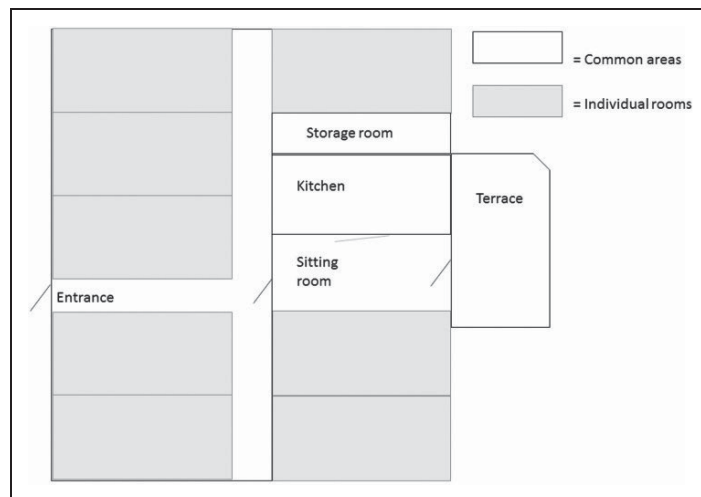 = Common areas
= Individual rooms
Storage room
Kitchen
Terrace
Sitting
room
Entrance